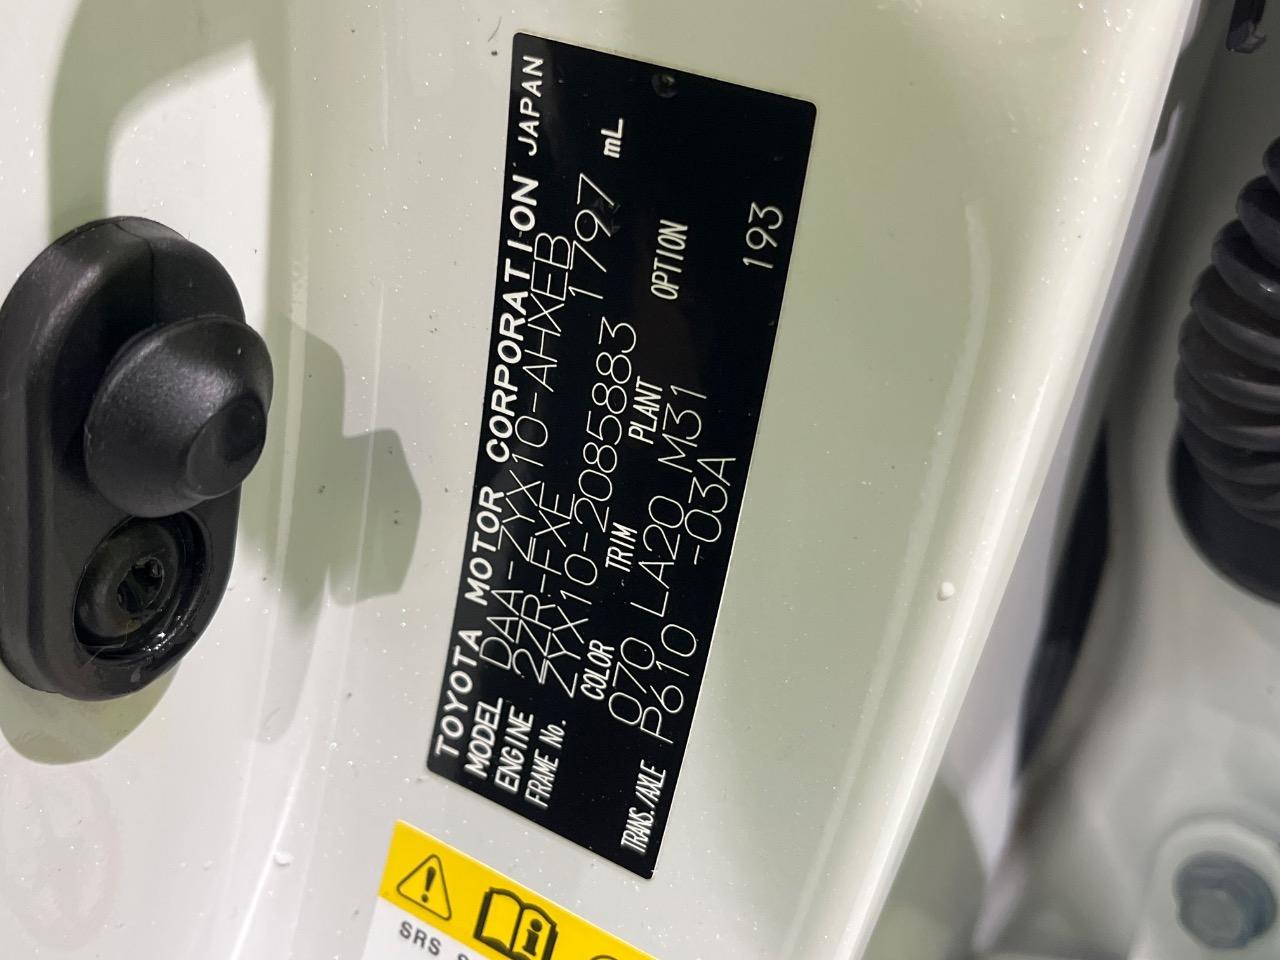 TOYOTA MOTOR CORPORATION JAPAN
MODEL DAA-ZYX10-AHXEB
ENGINE 2ZR-FXE 1797 mL
FRAME No. ZYX10-2085883
COLOR TRIM PLANT OPTION
070 LA20 M31
TRANS./AXLE P610 -03A 193
SRS